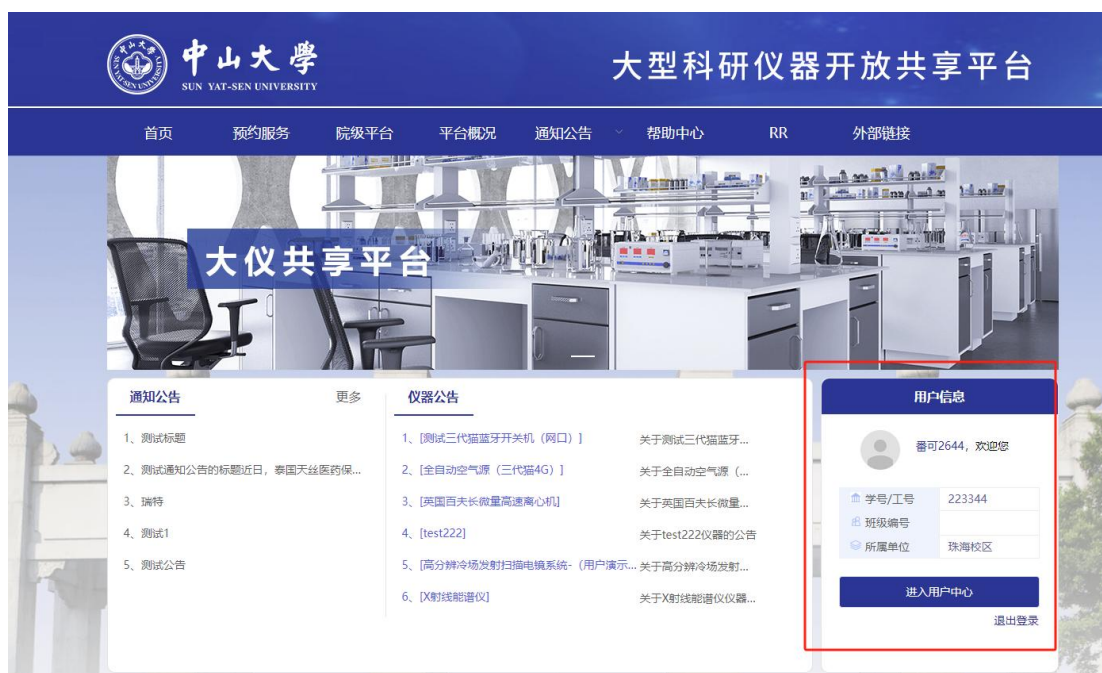 中山大學
SUN YAT-SEN UNIVERSITY
大型科研仪器开放共享平台
首页 预约服务 院级平台 平台概况 通知公告 帮助中心 RR 外部链接
大仪共享平台
通知公告 更多
1、测试标题
2、测试通知公告的标题近日，泰国天丝医药保...
3、瑞特
4、测试1
5、测试公告
仪器公告
1、[测试三代猫蓝牙开关机（网口）] 关于测试三代猫蓝牙...
2、[全自动空气源（三代猫4G）] 关于全自动空气源（...
3、[英国百夫长微量高速离心机] 关于英国百夫长微量...
4、[test222] 关于test222仪器的公告
5、[高分辨冷场发射扫描电镜系统-（用户演示... 关于高分辨冷场发射...
6、[X射线能谱仪] 关于X射线能谱仪仪器...
用户信息
番可2644，欢迎您
学号/工号 223344
班级编号
所属单位 珠海校区
进入用户中心
退出登录